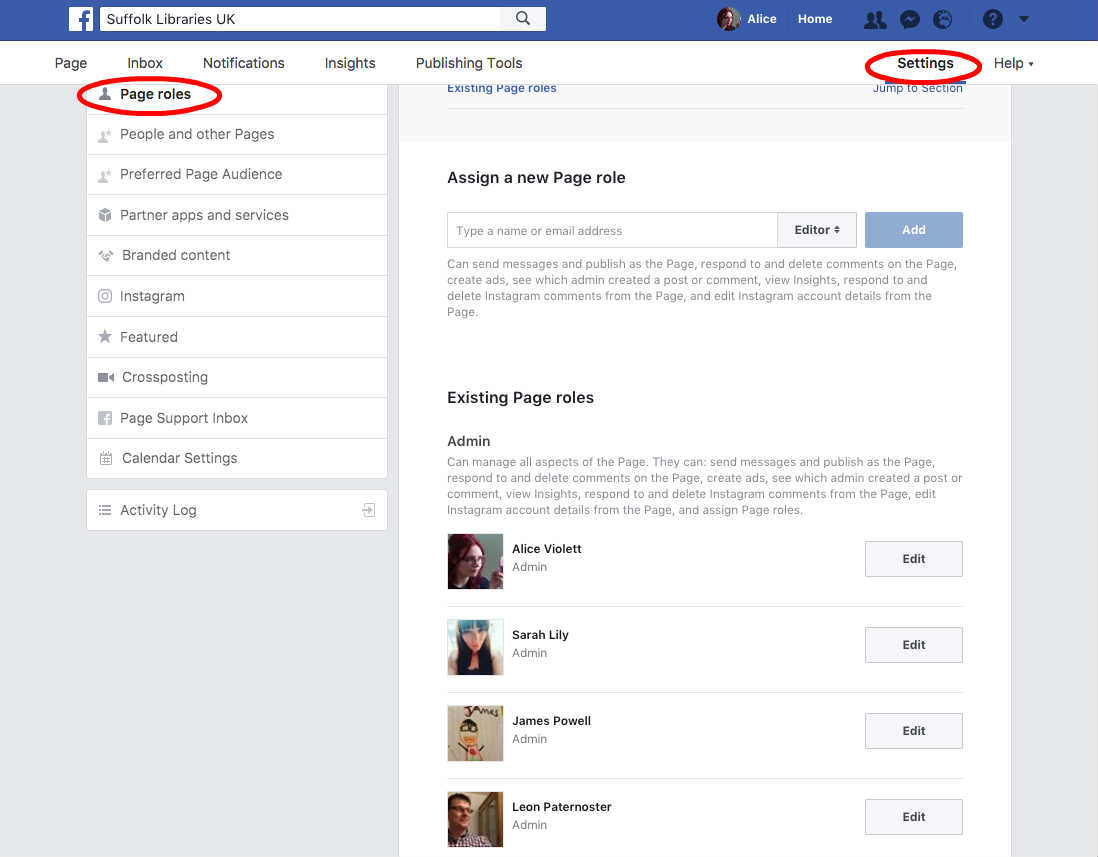 Suffolk Libraries UK
Alice
Home
Page
Inbox
Notifications
Insights
Publishing Tools
Settings
Help
Page roles
People and other Pages
Preferred Page Audience
Partner apps and services
Branded content
Instagram
Featured
Crossposting
Page Support Inbox
Calendar Settings
Activity Log
Existing Page roles
Jump to Section
Assign a new Page role
Type a name or email address
Editor
Add
Can send messages and publish as the Page, respond to and delete comments on the Page,
create ads, see which admin created a post or comment, view Insights, respond to and
delete Instagram comments from the Page, and edit Instagram account details from the
Page.
Existing Page roles
Admin
Can manage all aspects of the Page. They can: send messages and publish as the Page,
respond to and delete comments on the Page, create ads, see which admin created a post or
comment, view Insights, respond to and delete Instagram comments from the Page, edit
Instagram account details from the Page, and assign Page roles.
Alice Violett
Admin
Edit
Sarah Lily
Admin
Edit
JAMES
James Powell
Admin
Edit
Leon Paternoster
Admin
Edit